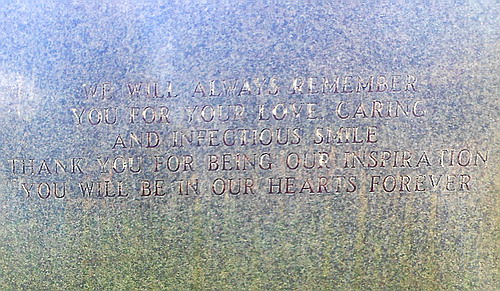 WE WILL ALWAYS REMEMBER
YOU FOR YOUR LOVE, CARING
AND INFECTIOUS SMILE
THANK YOU FOR BEING OUR INSPIRATION
YOU WILL BE IN OUR HEARTS FOREVER